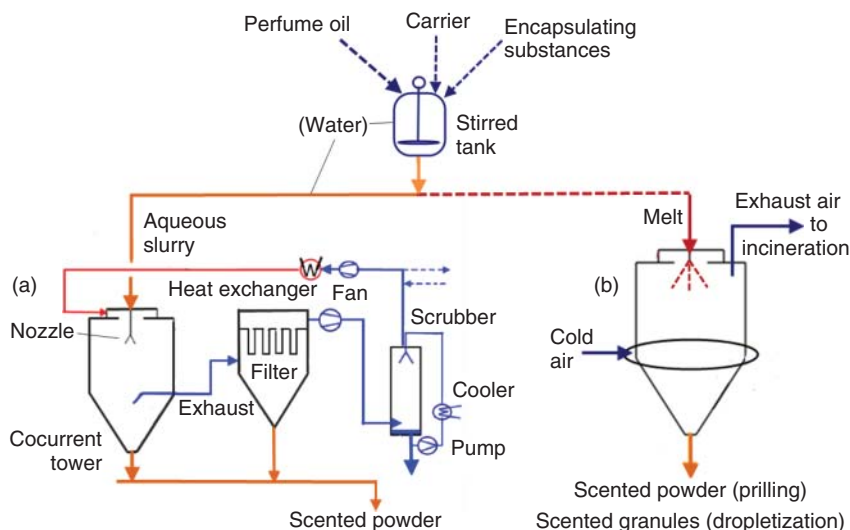 Perfume oil
Carrier
Encapsulating
substances
(Water)
Stirred
tank
Aqueous
slurry
Melt
Exhaust air
to
incineration
(a)
Heat exchanger
Fan
(b)
Nozzle
Scrubber
Cold
air
Filter
Cooler
Exhaust
Cocurrent
tower
Pump
Scented powder
Scented powder (prilling)
Scented granules (dropletization)